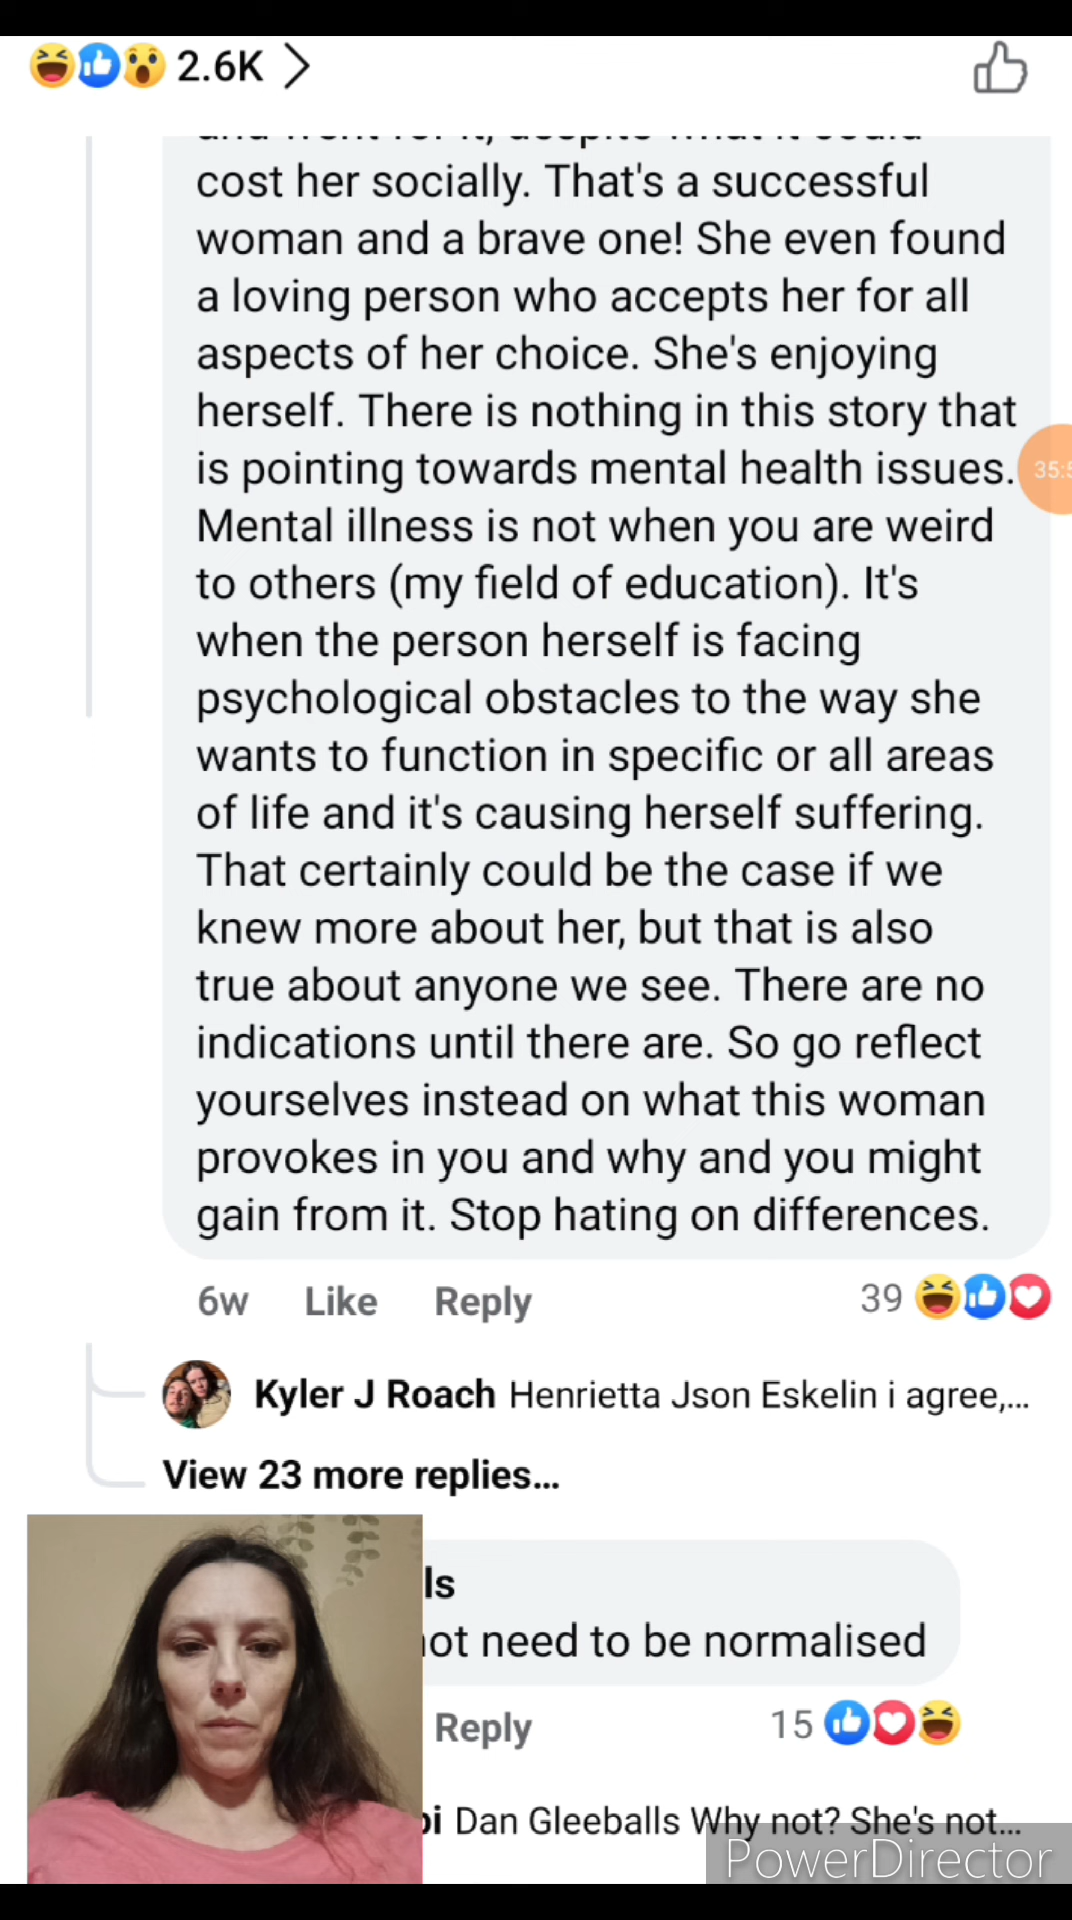 2.6K
cost her socially. That's a successful
woman and a brave one! She even found
a loving person who accepts her for all
aspects of her choice. She's enjoying
herself. There is nothing in this story that
is pointing towards mental health issues.
35:5
Mental illness is not when you are weird
to others (my field of education). It's
when the person herself is facing
psychological obstacles to the way she
wants to function in specific or all areas
of life and it's causing herself suffering.
That certainly could be the case if we
knew more about her, but that is also
true about anyone we see. There are no
indications until there are. So go reflect
yourselves instead on what this woman
provokes in you and why and you might
gain from it. Stop hating on differences.
6w Like Reply 39
Kyler J Roach Henrietta Json Eskelin i agree,...
View 23 more replies...
ls
ot need to be normalised
Reply 15
i Dan Gleeballs Why not? She's not...
PowerDirector